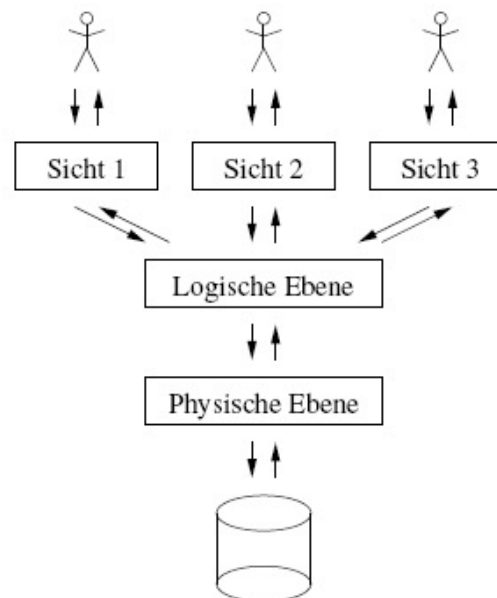 Sicht 1
Sicht 2
Sicht 3
Logische Ebene
Physische Ebene